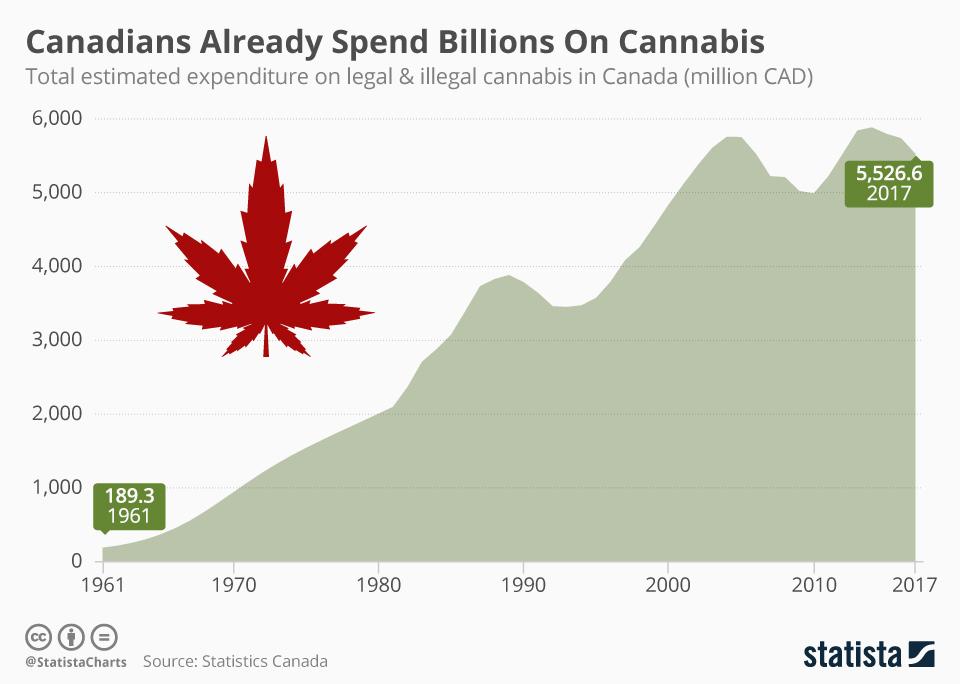 Canadians Already Spend Billions On Cannabis
Total estimated expenditure on legal & illegal cannabis in Canada (million CAD)
6,000
5,000
4,000
3,000
2,000
1,000
0
189.3
1961
5,526.6
2017
1961 1970 1980 1990 2000 2010 2017
cc
@StatistaCharts Source: Statistics Canada
statista